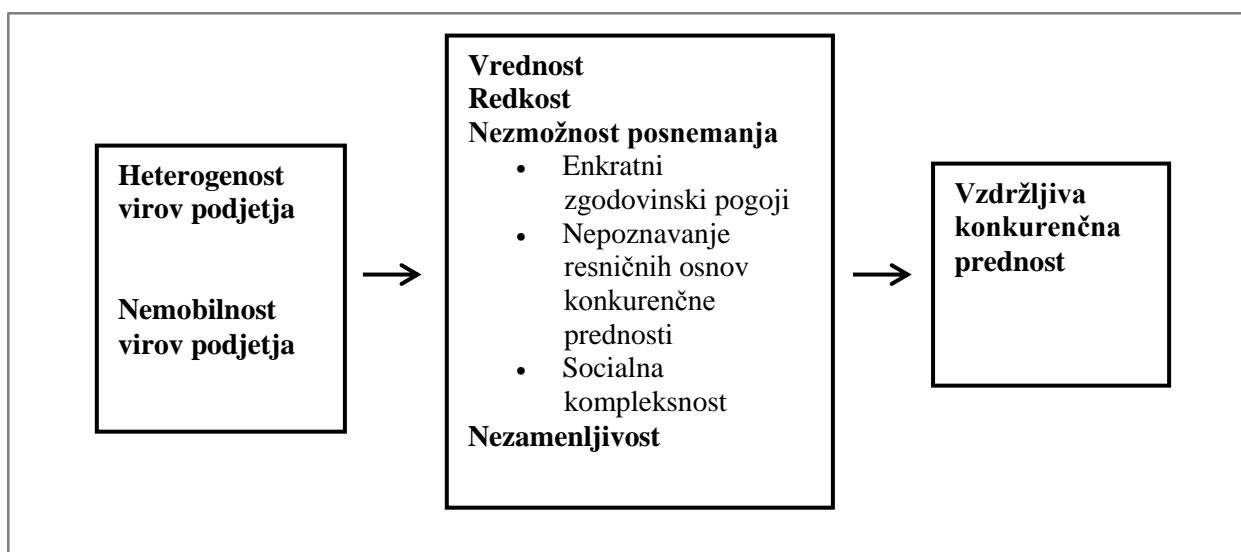 Heterogenost
virov podjetja
Nemobilnost
virov podjetja
Vrednost
Redkost
Nezmožnost posnemanja
• Enkratni
zgodovinski pogoji
• Nepoznavanje
resničnih osnov
konkurenčne
prednosti
• Socialna
kompleksnost
Nezamenljivost
Vzdržljiva
konkurenčna
prednost